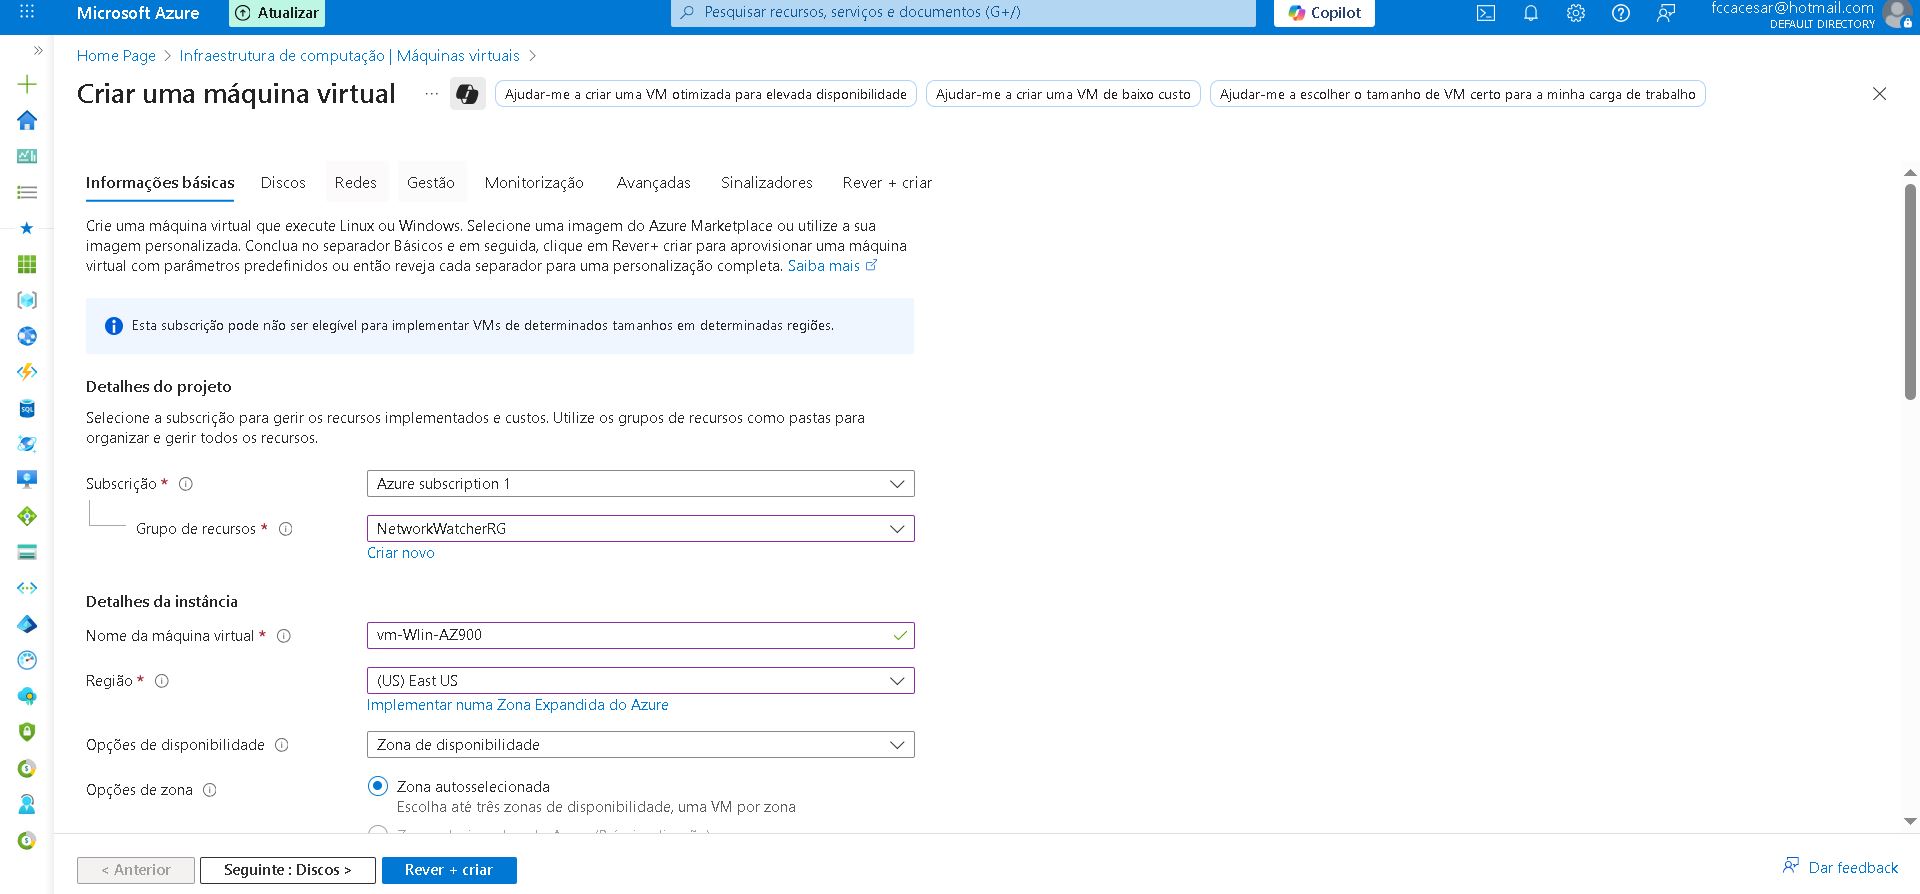 Microsoft Azure
Atualizar
Pesquisar recursos, serviços e documentos (G+/)
Copilot
fccacesar@hotmail.com
DEFAULT DIRECTORY
Home Page > Infraestrutura de computação | Máquinas virtuais >
Criar uma máquina virtual ...
Ajudar-me a criar uma VM otimizada para elevada disponibilidade
Ajudar-me a criar uma VM de baixo custo
Ajudar-me a escolher o tamanho de VM certo para a minha carga de trabalho
Informações básicas Discos Redes Gestão Monitorização Avançadas Sinalizadores Rever + criar
Crie uma máquina virtual que execute Linux ou Windows. Selecione uma imagem do Azure Marketplace ou utilize a sua
imagem personalizada. Conclua no separador Básicos e em seguida, clique em Rever+ criar para aprovisionar uma máquina
virtual com parâmetros predefinidos ou então reveja cada separador para uma personalização completa. Saiba mais
Esta subscrição pode não ser elegível para implementar VMs de determinados tamanhos em determinadas regiões.
Detalhes do projeto
Selecione a subscrição para gerir os recursos implementados e custos. Utilize os grupos de recursos como pastas para
organizar e gerir todos os recursos.
Subscrição *
Azure subscription 1
Grupo de recursos *
NetworkWatcherRG
Criar novo
Detalhes da instância
Nome da máquina virtual *
vm-WIin-AZ900
Região *
(US) East US
Implementar numa Zona Expandida do Azure
Opções de disponibilidade
Zona de disponibilidade
Opções de zona
Zona autosselecionada
Escolha até três zonas de disponibilidade, uma VM por zona
< Anterior
Seguinte : Discos >
Rever + criar
Dar feedback